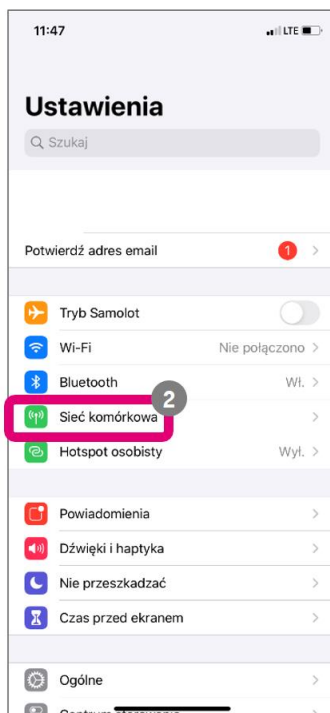 11:47 LTE
Ustawienia
Szukaj
Potwierdź adres email 1
Tryb Samolot
Wi-Fi Nie połączono
Bluetooth Wł.
2
Sieć komórkowa
Hotspot osobisty Wył.
Powiadomienia
Dźwięki i haptyka
Nie przeszkadzać
Czas przed ekranem
Ogólne